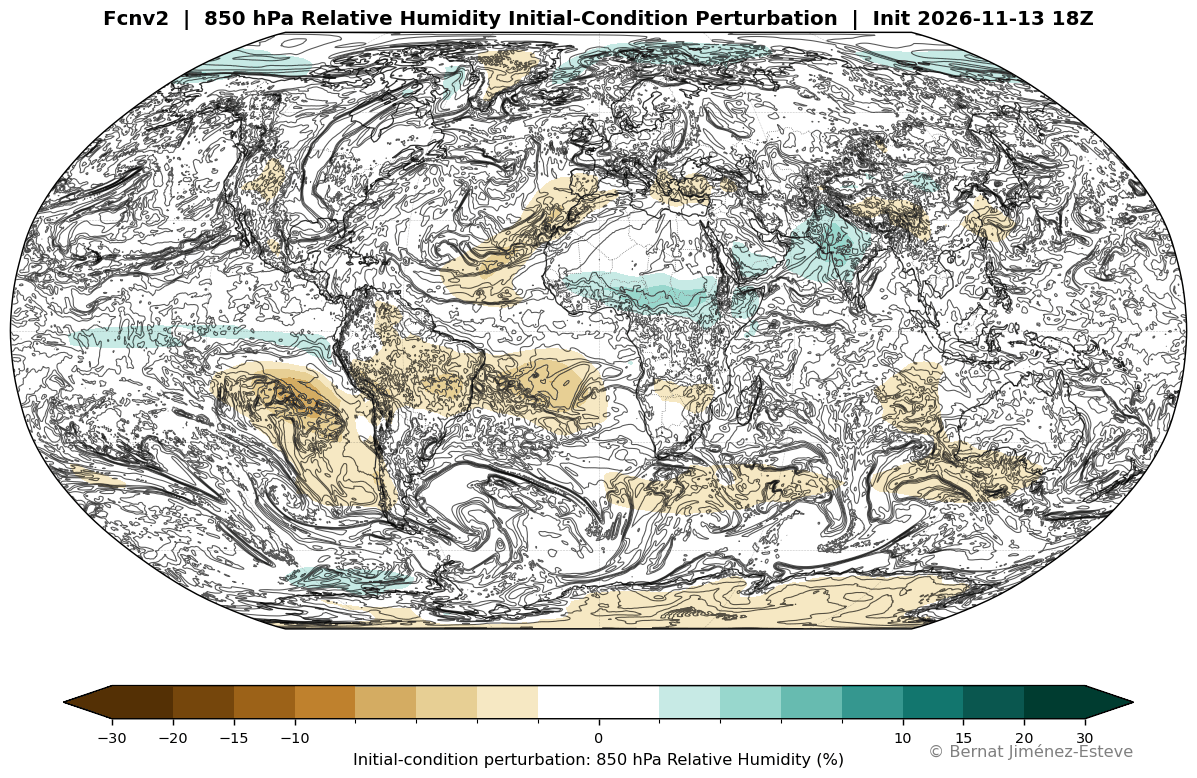 Fcnv2 | 850 hPa Relative Humidity Initial-Condition Perturbation | Init 2026-11-13 18Z
−30 −20 −15 −10 0 10 15 20 30
Initial-condition perturbation: 850 hPa Relative Humidity (%)
© Bernat Jiménez-Esteve